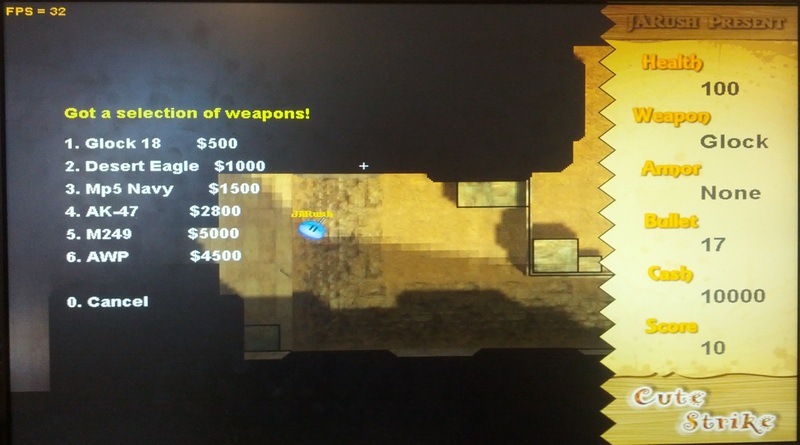 FPS = 32
JARUSH PRESENT
Got a selection of weapons!
1. Glock 18 $500
2. Desert Eagle $1000
3. Mp5 Navy $1500
4. AK-47 $2800
5. M249 $5000
6. AWP $4500
0. Cancel
JaRush
Health
100
Weapon
Glock
Armor
None
Bullet
17
Cash
10000
Score
10
Cute
Strike